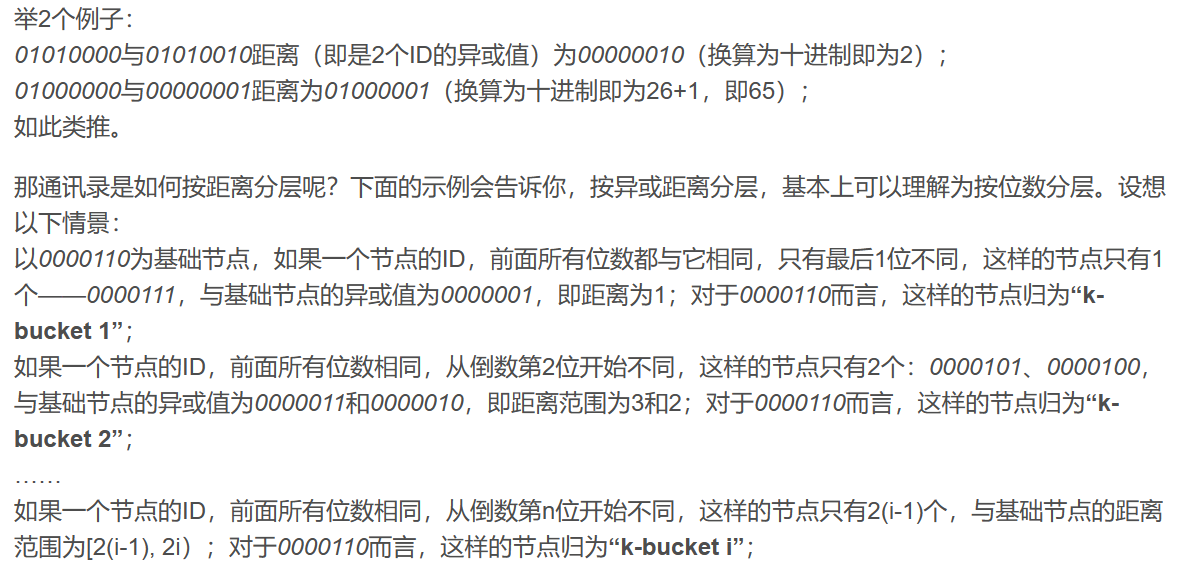 举2个例子：
01010000与01010010距离（即是2个ID的异或值）为00000010（换算为十进制即为2）；
01000000与00000001距离为01000001（换算为十进制即为26+1，即65）；
如此类推。
那通讯录是如何按距离分层呢？下面的示例会告诉你，按异或距离分层，基本上可以理解为按位数分层。设想
以下情景：
以0000110为基础节点，如果一个节点的ID，前面所有位数都与它相同，只有最后1位不同，这样的节点只有1
个——0000111，与基础节点的异或值为0000001，即距离为1；对于0000110而言，这样的节点归为“k-
bucket 1”；
如果一个节点的ID，前面所有位数相同，从倒数第2位开始不同，这样的节点只有2个：0000101、0000100，
与基础节点的异或值为0000011和0000010，即距离范围为3和2；对于0000110而言，这样的节点归为“k-
bucket 2”；
……
如果一个节点的ID，前面所有位数相同，从倒数第n位开始不同，这样的节点只有2(i-1)个，与基础节点的距离
范围为[2(i-1), 2i）；对于0000110而言，这样的节点归为“k-bucket i”；